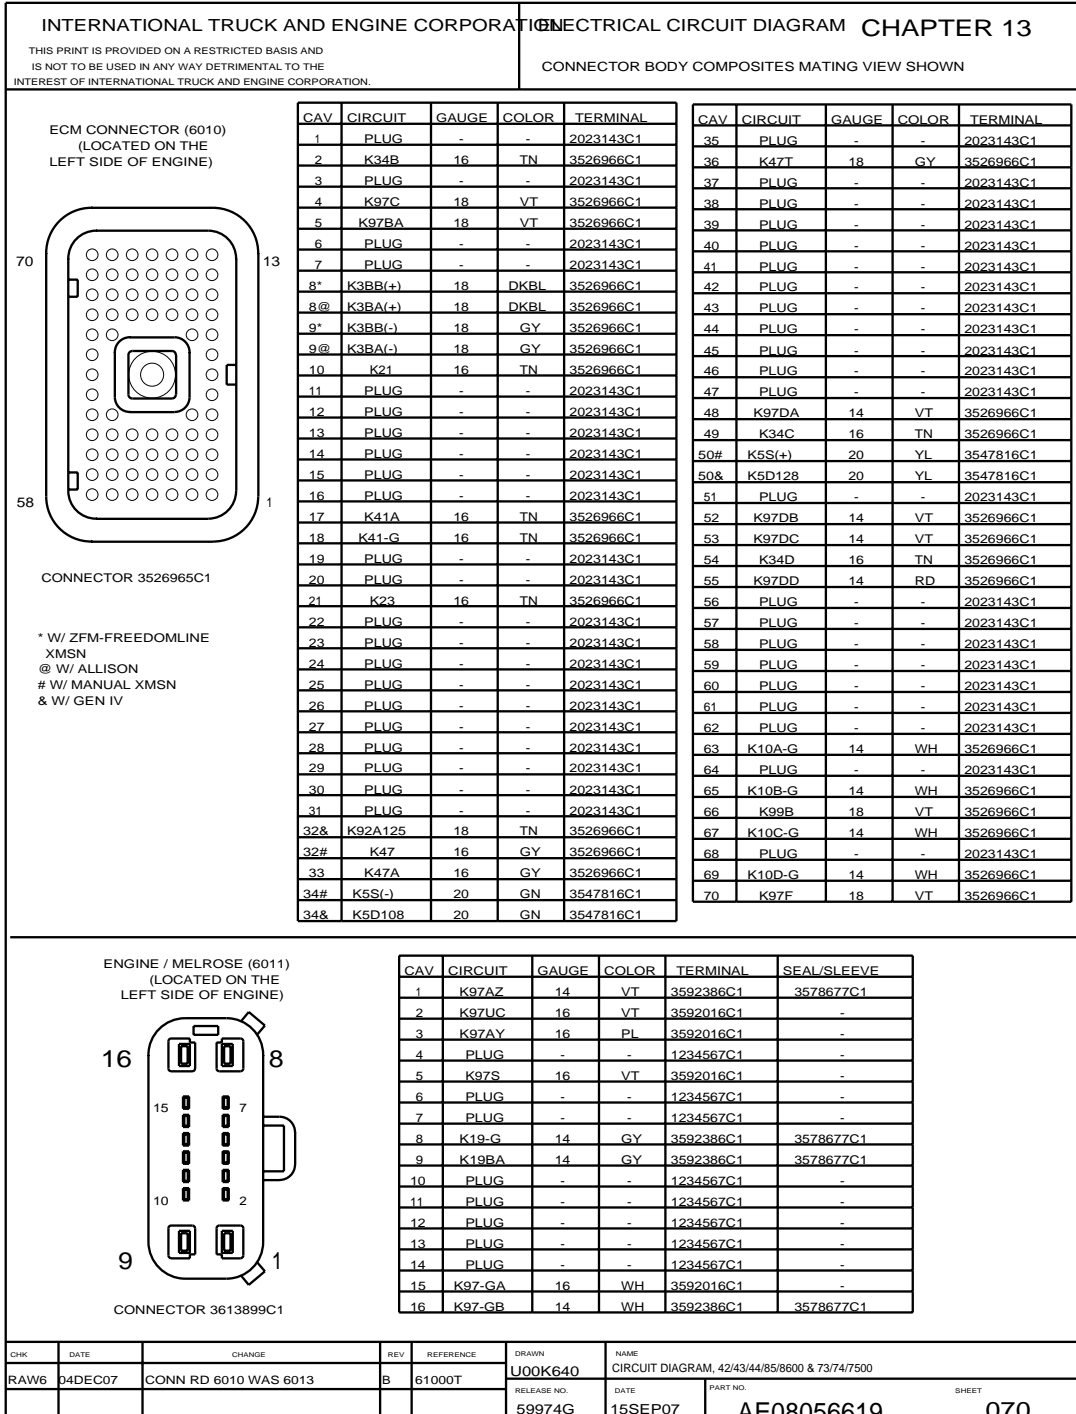 INTERNATIONAL TRUCK AND ENGINE CORPORATION
THIS PRINT IS PROVIDED ON A RESTRICTED BASIS AND
IS NOT TO BE USED IN ANY WAY DETRIMENTAL TO THE
INTEREST OF INTERNATIONAL TRUCK AND ENGINE CORPORATION.
ELECTRICAL CIRCUIT DIAGRAM CHAPTER 13
CONNECTOR BODY COMPOSITES MATING VIEW SHOWN
ECM CONNECTOR (6010)
(LOCATED ON THE
LEFT SIDE OF ENGINE)
70 13
58 1
CONNECTOR 3526965C1
* W/ ZFM-FREEDOMLINE
XMSN
@ W/ ALLISON
# W/ MANUAL XMSN
& W/ GEN IV
CAV CIRCUIT GAUGE COLOR TERMINAL
1 PLUG - - 2023143C1
2 K34B 16 TN 3526966C1
3 PLUG - - 2023143C1
4 K97C 18 VT 3526966C1
5 K97BA 18 VT 3526966C1
6 PLUG - - 2023143C1
7 PLUG - - 2023143C1
8* K3BB(+) 18 DKBL 3526966C1
8@ K3BA(+) 18 DKBL 3526966C1
9* K3BB(-) 18 GY 3526966C1
9@ K3BA(-) 18 GY 3526966C1
10 K21 16 TN 3526966C1
11 PLUG - - 2023143C1
12 PLUG - - 2023143C1
13 PLUG - - 2023143C1
14 PLUG - - 2023143C1
15 PLUG - - 2023143C1
16 PLUG - - 2023143C1
17 K41A 16 TN 3526966C1
18 K41-G 16 TN 3526966C1
19 PLUG - - 2023143C1
20 PLUG - - 2023143C1
21 K23 16 TN 3526966C1
22 PLUG - - 2023143C1
23 PLUG - - 2023143C1
24 PLUG - - 2023143C1
25 PLUG - - 2023143C1
26 PLUG - - 2023143C1
27 PLUG - - 2023143C1
28 PLUG - - 2023143C1
29 PLUG - - 2023143C1
30 PLUG - - 2023143C1
31 PLUG - - 2023143C1
32& K92A125 18 TN 3526966C1
32# K47 16 GY 3526966C1
33 K47A 16 GY 3526966C1
34# K5S(-) 20 GN 3547816C1
34& K5D108 20 GN 3547816C1
CAV CIRCUIT GAUGE COLOR TERMINAL
35 PLUG - - 2023143C1
36 K47T 18 GY 3526966C1
37 PLUG - - 2023143C1
38 PLUG - - 2023143C1
39 PLUG - - 2023143C1
40 PLUG - - 2023143C1
41 PLUG - - 2023143C1
42 PLUG - - 2023143C1
43 PLUG - - 2023143C1
44 PLUG - - 2023143C1
45 PLUG - - 2023143C1
46 PLUG - - 2023143C1
47 PLUG - - 2023143C1
48 K97DA 14 VT 3526966C1
49 K34C 16 TN 3526966C1
50# K5S(+) 20 YL 3547816C1
50& K5D128 20 YL 3547816C1
51 PLUG - - 2023143C1
52 K97DB 14 VT 3526966C1
53 K97DC 14 VT 3526966C1
54 K34D 16 TN 3526966C1
55 K97DD 14 RD 3526966C1
56 PLUG - - 2023143C1
57 PLUG - - 2023143C1
58 PLUG - - 2023143C1
59 PLUG - - 2023143C1
60 PLUG - - 2023143C1
61 PLUG - - 2023143C1
62 PLUG - - 2023143C1
63 K10A-G 14 WH 3526966C1
64 PLUG - - 2023143C1
65 K10B-G 14 WH 3526966C1
66 K99B 18 VT 3526966C1
67 K10C-G 14 WH 3526966C1
68 PLUG - - 2023143C1
69 K10D-G 14 WH 3526966C1
70 K97F 18 VT 3526966C1
ENGINE / MELROSE (6011)
(LOCATED ON THE
LEFT SIDE OF ENGINE)
16 8
15 7
10 2
9 1
CONNECTOR 3613899C1
CAV CIRCUIT GAUGE COLOR TERMINAL SEAL/SLEEVE
1 K97AZ 14 VT 3592386C1 3578677C1
2 K97UC 16 VT 3592016C1 -
3 K97AY 16 PL 3592016C1 -
4 PLUG - - 1234567C1 -
5 K97S 16 VT 3592016C1 -
6 PLUG - - 1234567C1 -
7 PLUG - - 1234567C1 -
8 K19-G 14 GY 3592386C1 3578677C1
9 K19BA 14 GY 3592386C1 3578677C1
10 PLUG - - 1234567C1 -
11 PLUG - - 1234567C1 -
12 PLUG - - 1234567C1 -
13 PLUG - - 1234567C1 -
14 PLUG - - 1234567C1 -
15 K97-GA 16 WH 3592016C1 -
16 K97-GB 14 WH 3592386C1 3578677C1
CHK DATE CHANGE REV REFERENCE
RAW6 04DEC07 CONN RD 6010 WAS 6013 B 61000T
DRAWN
U00K640
NAME
CIRCUIT DIAGRAM, 42/43/44/85/8600 & 73/74/7500
RELEASE NO. DATE PART NO. SHEET
59974G 15SEP07 AF08056619 070